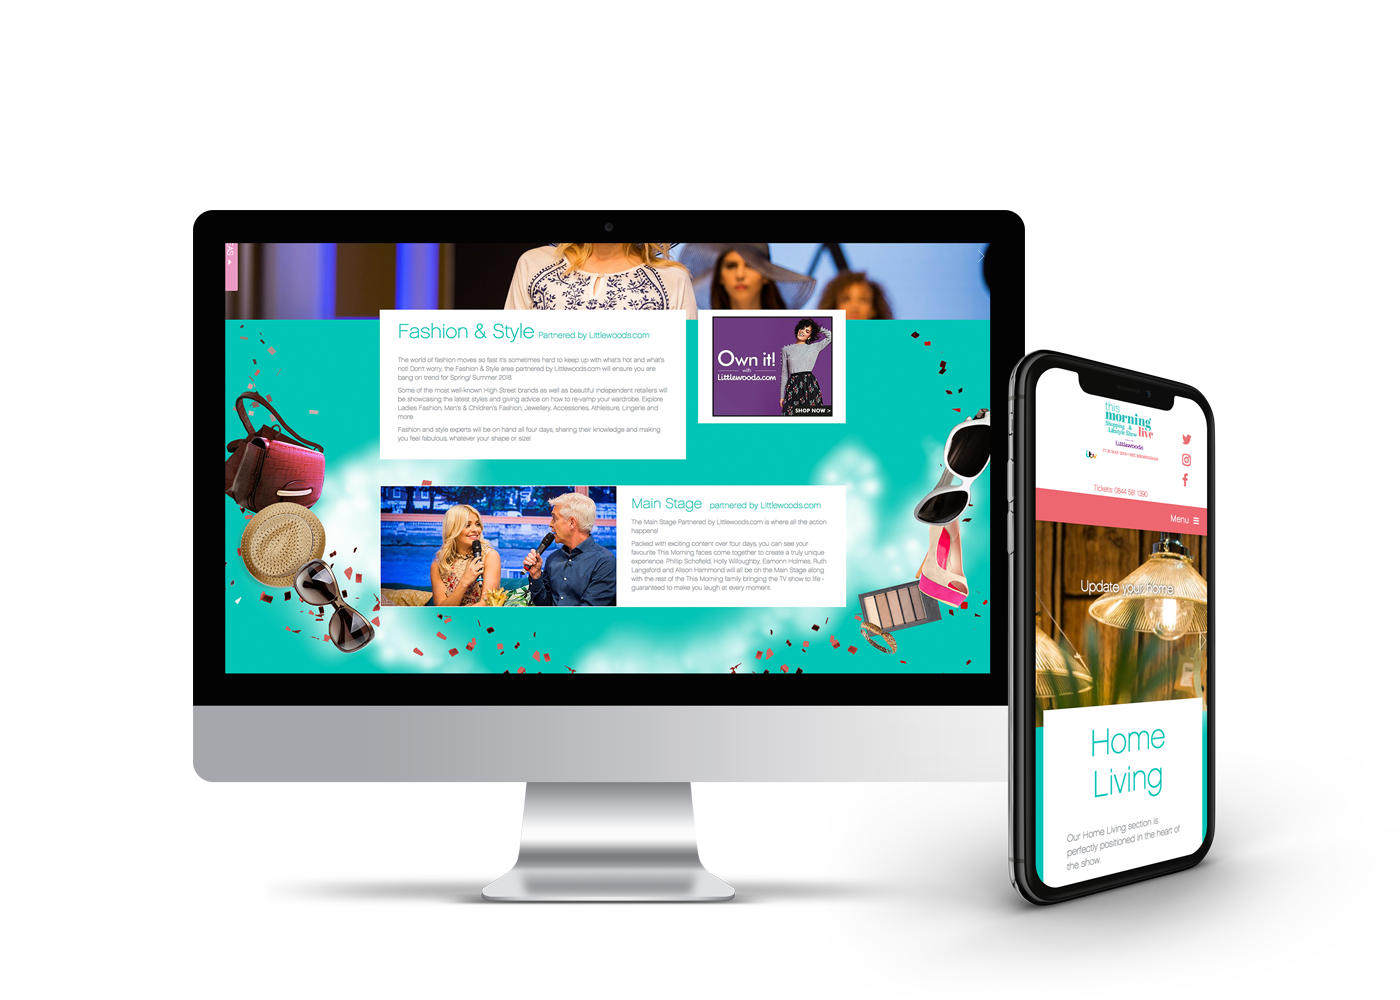 Fashion & Style Partnered by Littlewoods.com
The world of fashion moves so fast it's sometimes hard to keep up with what's hot and what's
not! Don't worry, the Fashion & Style area partnered by Littlewoods.com will ensure you are
bang on trend for Spring/ Summer 2018.
Some of the most well-known High Street brands as well as beautiful independent retailers will
be showcasing the latest styles and giving advice on how to re-vamp your wardrobe. Explore
Ladies Fashion, Men's & Children's Fashion, Jewellery, Accessories, Athleisure, Lingerie and
more.
Fashion and style experts will be on hand all four days, sharing their knowledge and making
you feel fabulous, whatever your shape or size!
Own it!
with
Littlewoods.com
SHOP NOW >
Main Stage partnered by Littlewoods.com
The Main Stage Partnered by Littlewoods.com is where all the action
happens!
Packed with exciting content over four days, you can see your
favourite This Morning faces come together to create a truly unique
experience. Phillip Schofield, Holly Willoughby, Eamonn Holmes, Ruth
Langsford and Alison Hammond will all be on the Main Stage along
with the rest of the This Morning family bringing the TV show to life -
guaranteed to make you laugh at every moment.
this
morning
live
Shopping &
Lifestyle Show
Littlewoods
itv
Tickets: 0844 581 1390
Menu
Update your home
Home
Living
Our Home Living section is
perfectly positioned in the heart of
the show.